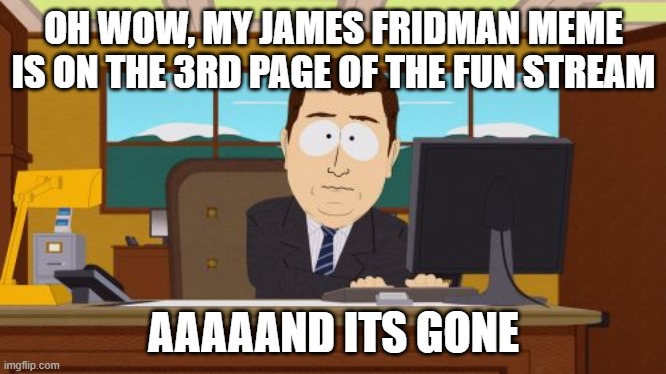 OH WOW, MY JAMES FRIDMAN MEME
IS ON THE 3RD PAGE OF THE FUN STREAM
AAAAAND ITS GONE
imgflip.com